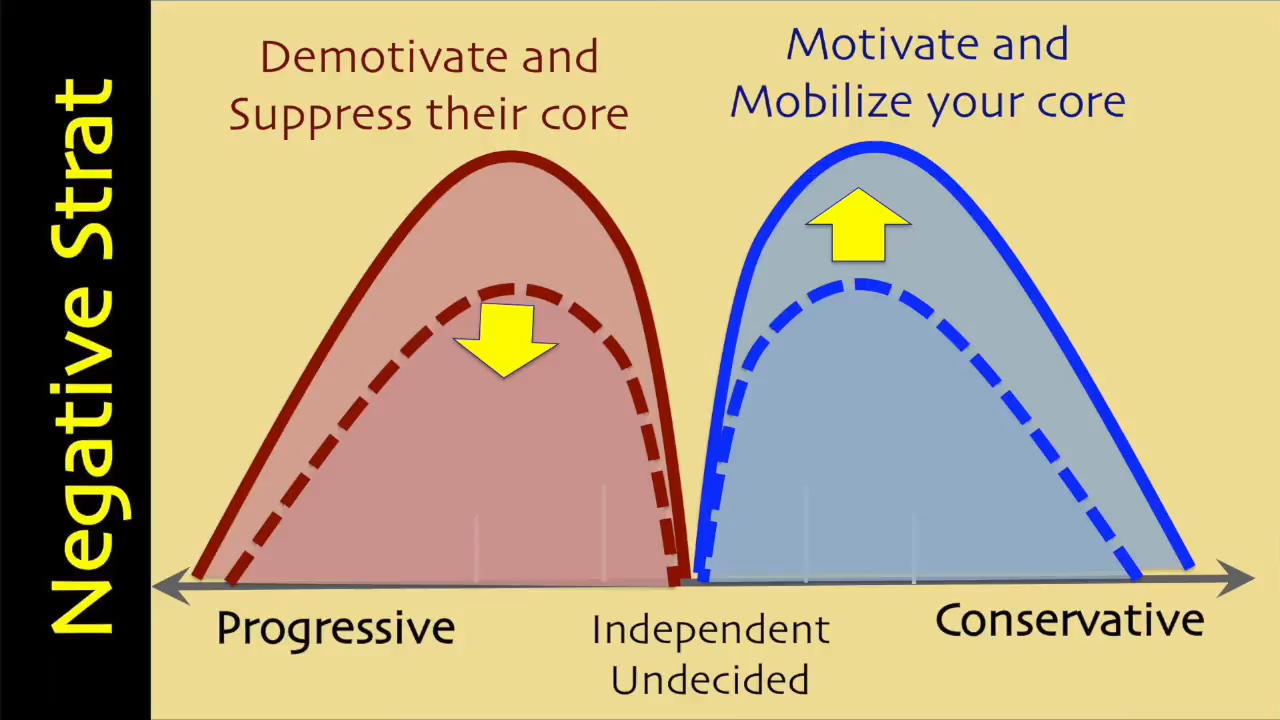 Negative Strat
Demotivate and
Suppress their core
Motivate and
Mobilize your core
Progressive
Independent
Undecided
Conservative